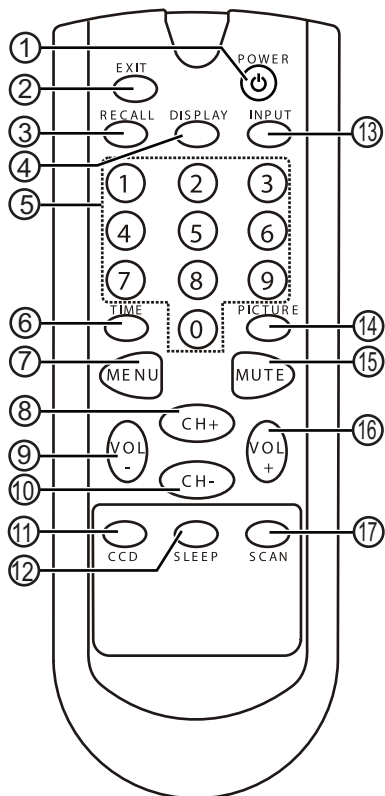 ① POWER
② EXIT
③ RECALL DISPLAY INPUT ⑬
④
⑤ 1 2 3
4 5 6
7 8 9
⑥ TIME 0 PICTURE ⑭
⑦ MENU MUTE ⑮
⑧ CH+
⑨ VOL - VOL + ⑯
⑩ CH-
⑪ CCD SLEEP SCAN ⑰
⑫